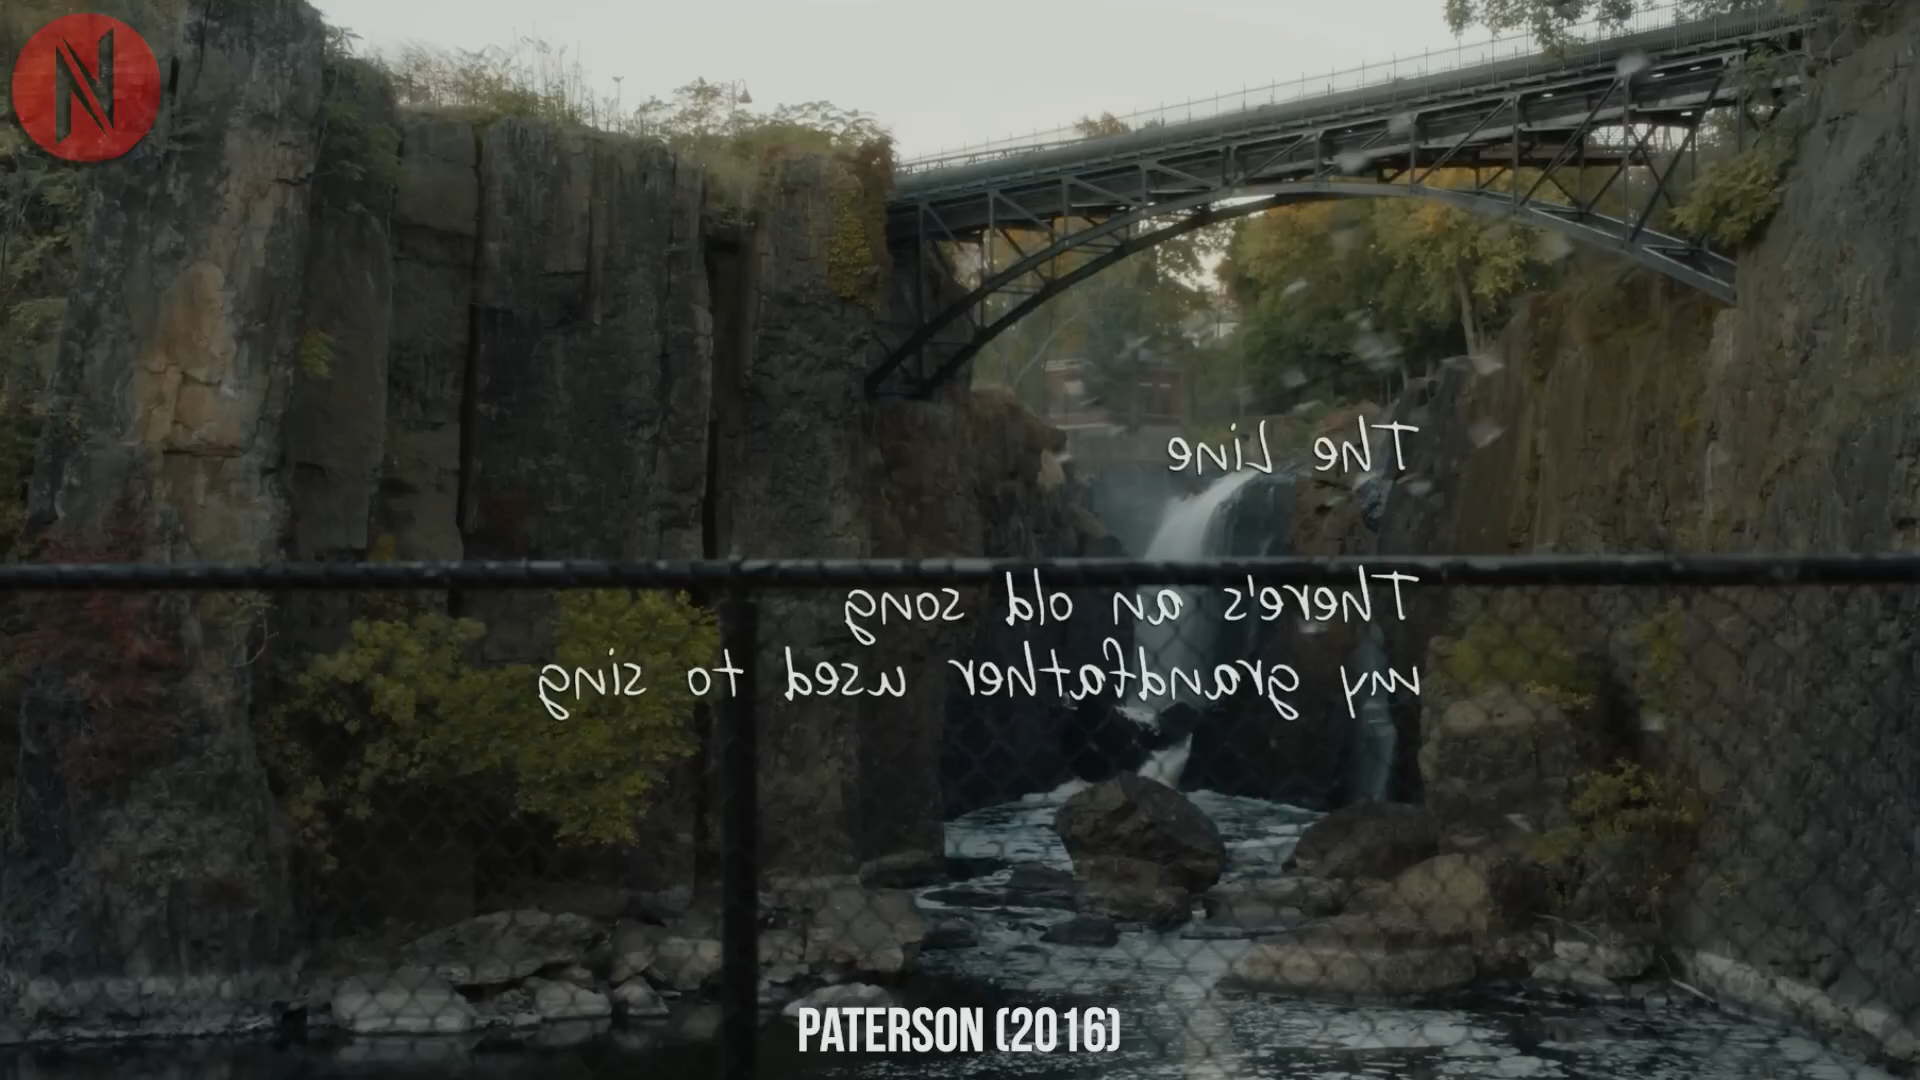 The Line
There's an old song
my grandfather used to sing
PATERSON (2016)